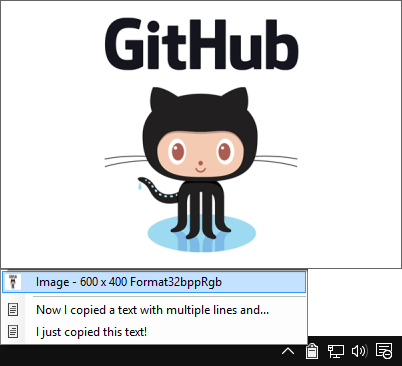 GitHub
Image - 600 x 400 Format32bppRgb
Now I copied a text with multiple lines and...
I just copied this text!